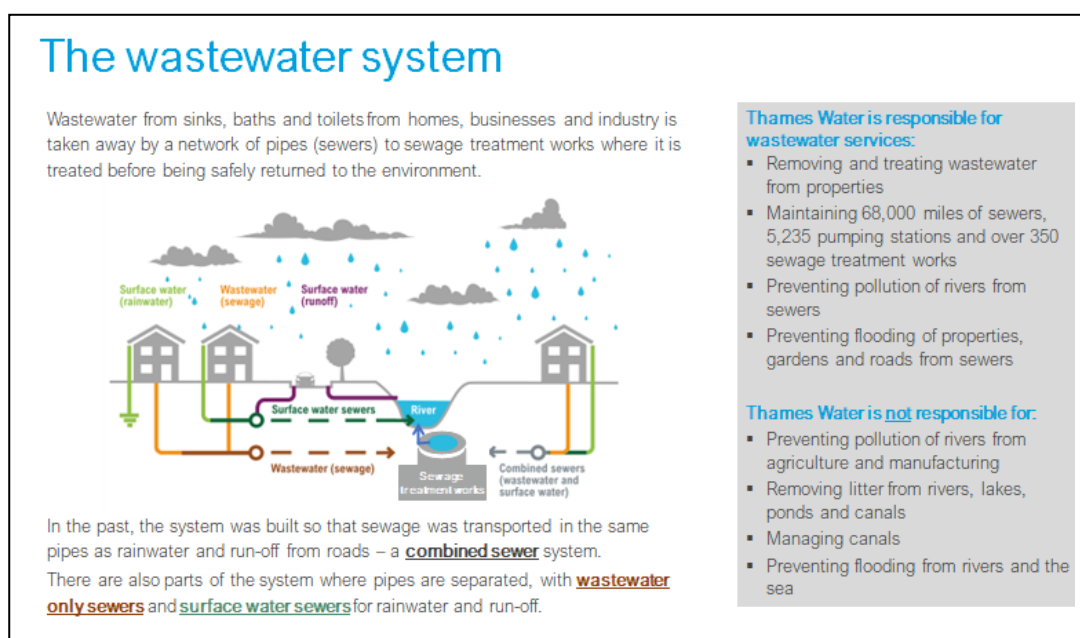 The wastewater system
Wastewater from sinks, baths and toilets from homes, businesses and industry is
taken away by a network of pipes (sewers) to sewage treatment works where it is
treated before being safely returned to the environment.
Surface water
(rainwater)
Wastewater
(sewage)
Surface water
(runoff)
Surface water sewers
River
Wastewater (sewage)
Sewage
treatment works
Combined sewers
(wastewater and
surface water)
In the past, the system was built so that sewage was transported in the same
pipes as rainwater and run-off from roads – a combined sewer system.
There are also parts of the system where pipes are separated, with wastewater
only sewers and surface water sewers for rainwater and run-off.
Thames Water is responsible for
wastewater services:
▪ Removing and treating wastewater
from properties
▪ Maintaining 68,000 miles of sewers,
5,235 pumping stations and over 350
sewage treatment works
▪ Preventing pollution of rivers from
sewers
▪ Preventing flooding of properties,
gardens and roads from sewers
Thames Water is not responsible for:
▪ Preventing pollution of rivers from
agriculture and manufacturing
▪ Removing litter from rivers, lakes,
ponds and canals
▪ Managing canals
▪ Preventing flooding from rivers and the
sea